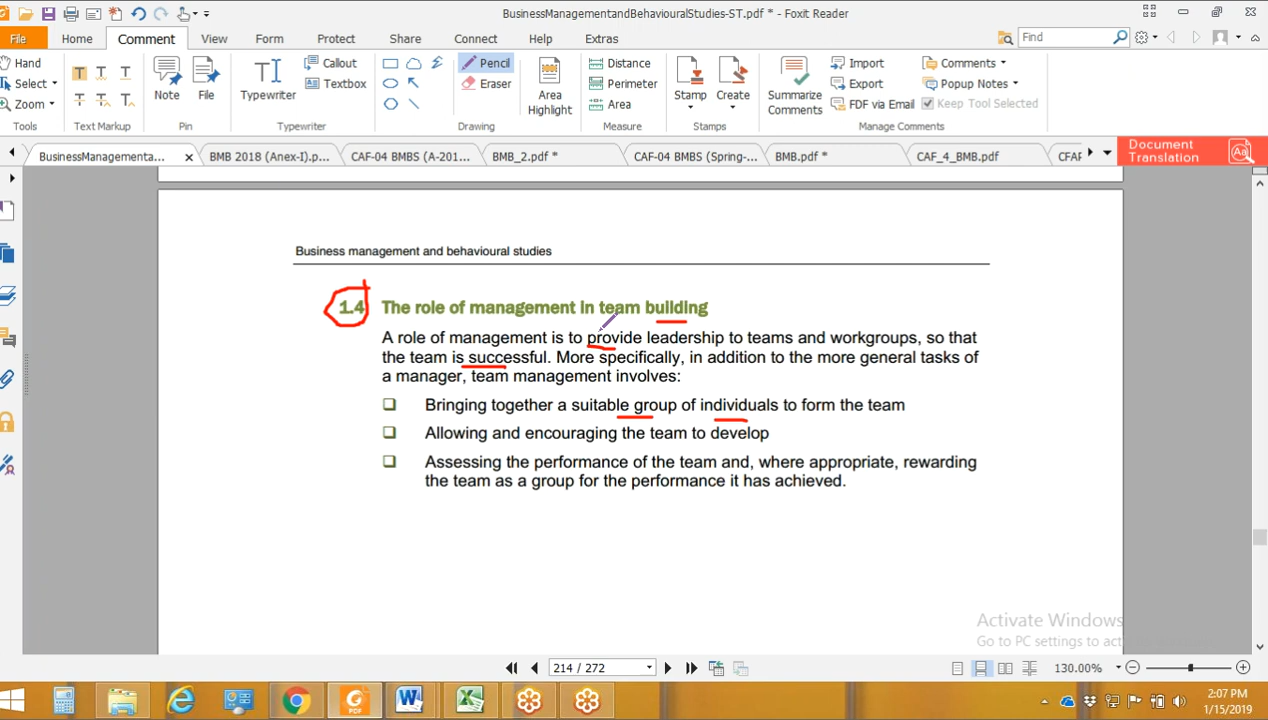 BusinessManagementandBehaviouralStudies-ST.pdf * - Foxit Reader
File Home Comment View Form Protect Share Connect Help Extras Find
Hand Select Zoom Tools
T T T T T T Text Markup
Note File Pin
Typewriter Callout Textbox Typewriter
Pencil Eraser Area Highlight Drawing
Distance Perimeter Area Measure
Stamp Create Stamps
Summarize Comments Import Export FDF via Email Comments Popup Notes Keep Tool Selected Manage Comments
BusinessManagementa... BMB 2018 (Anex-I).p... CAF-04 BMBS (A-201... BMB_2.pdf * CAF-04 BMBS (Spring-... BMB.pdf * CAF_4_BMB.pdf CFAF
Document Translation
Business management and behavioural studies
1.4 The role of management in team building
A role of management is to provide leadership to teams and workgroups, so that
the team is successful. More specifically, in addition to the more general tasks of
a manager, team management involves:
Bringing together a suitable group of individuals to form the team
Allowing and encouraging the team to develop
Assessing the performance of the team and, where appropriate, rewarding
the team as a group for the performance it has achieved.
Activate Windows
Go to PC settings to
214 / 272 130.00%
PDF
2:07 PM
1/15/2019